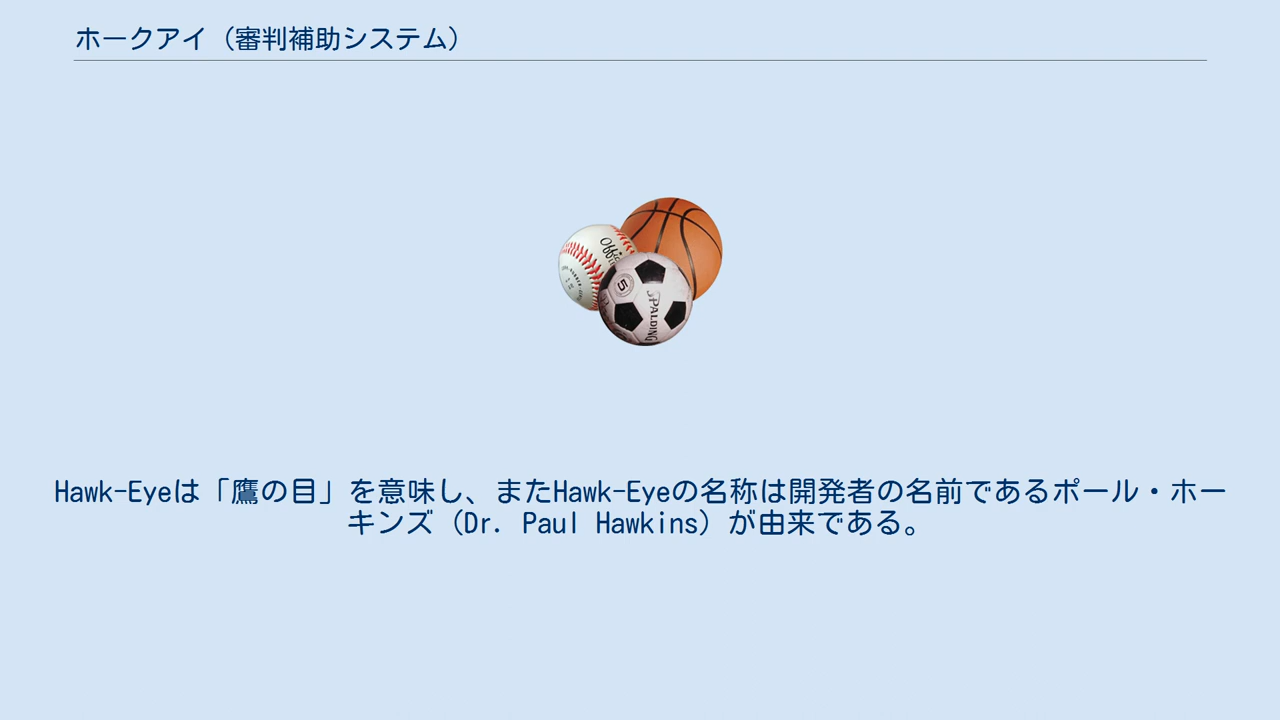 ホークアイ（審判補助システム）
Offici
5
SPALDING
Hawk-Eyeは「鷹の目」を意味し、またHawk-Eyeの名称は開発者の名前であるポール・ホー
キンズ（Dr. Paul Hawkins）が由来である。